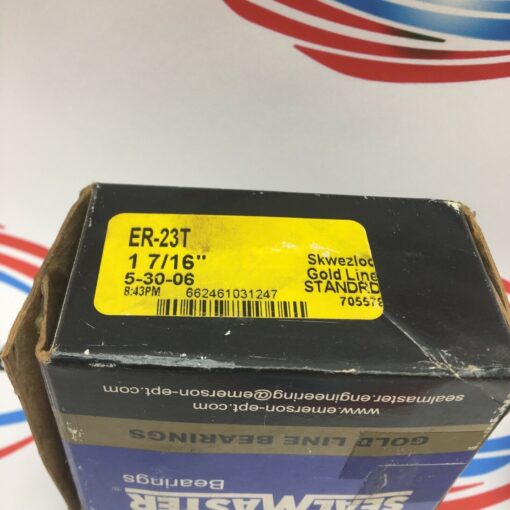 ER-23T
1 7/16"
5-30-06
8:43PM 662461031247
Skwezloc
Gold Line
STANDRD
705578
www.emerson-ept.com
sealmaster.engineering@emerson-ept.com
GOLD LINE BEARINGS
SEALMASTER
Bearings